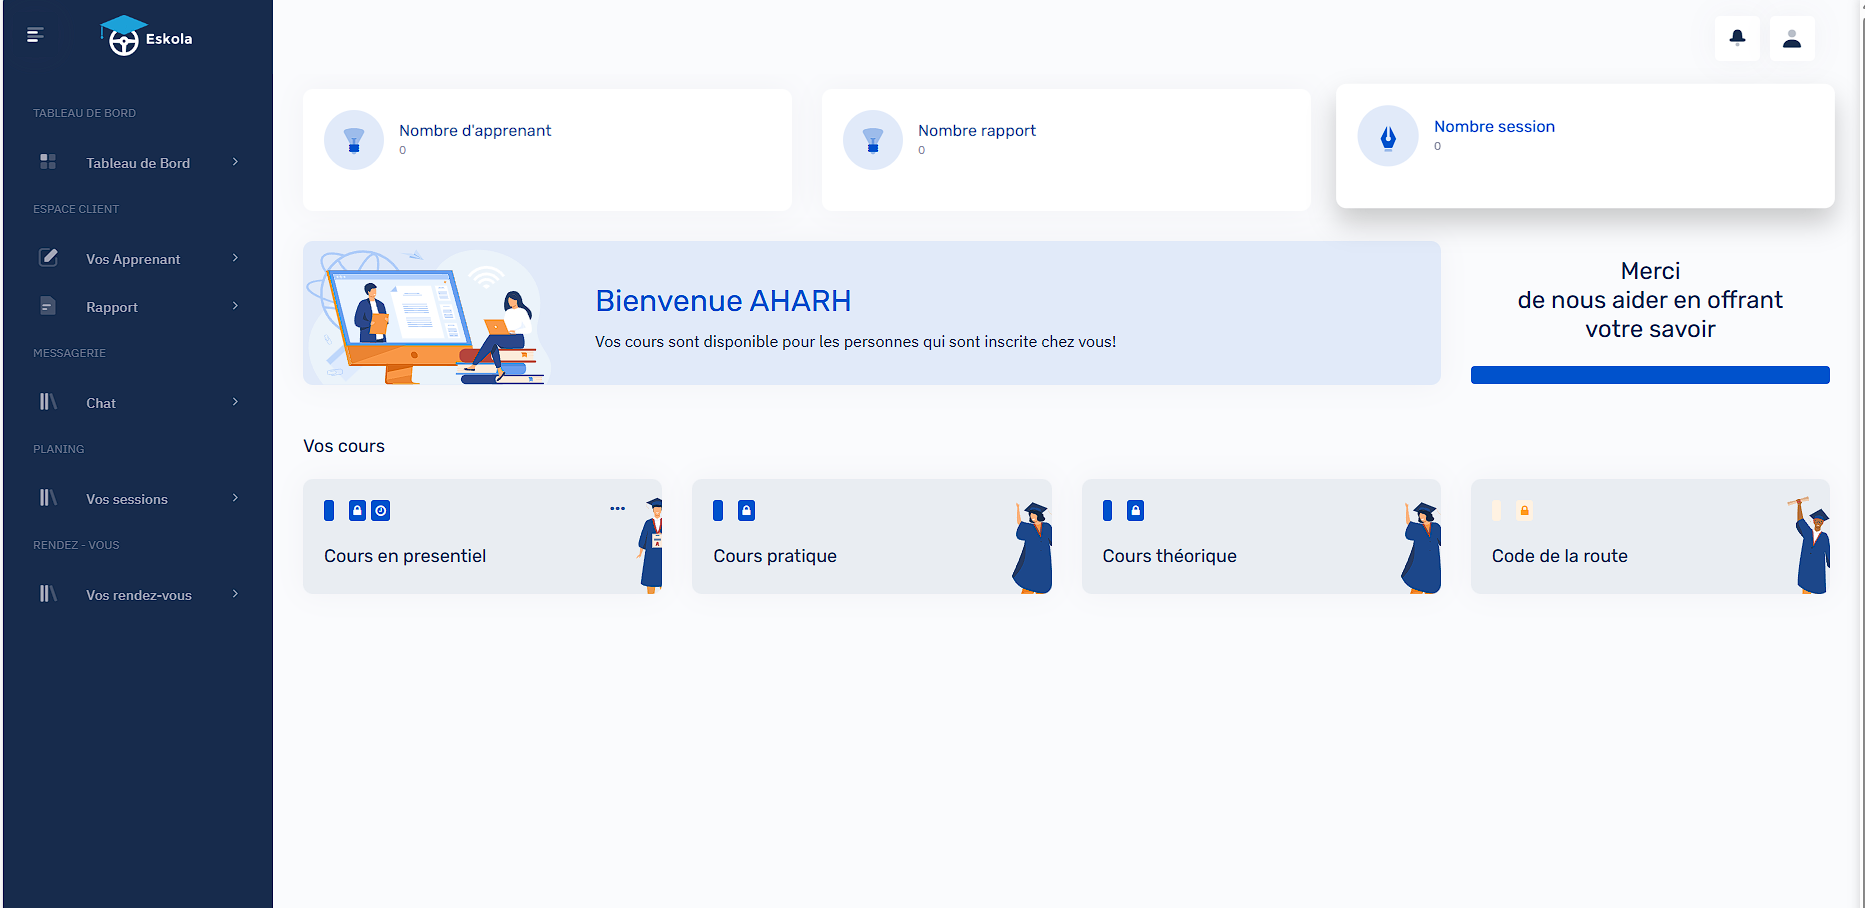 Eskola
TABLEAU DE BORD
Tableau de Bord
ESPACE CLIENT
Vos Apprenant
Rapport
MESSAGERIE
Chat
PLANING
Vos sessions
RENDEZ - VOUS
Vos rendez-vous
Nombre d'apprenant
0
Nombre rapport
0
Nombre session
0
Bienvenue AHARH
Vos cours sont disponible pour les personnes qui sont inscrite chez vous!
Merci
de nous aider en offrant
votre savoir
Vos cours
Cours en presentiel
Cours pratique
Cours théorique
Code de la route